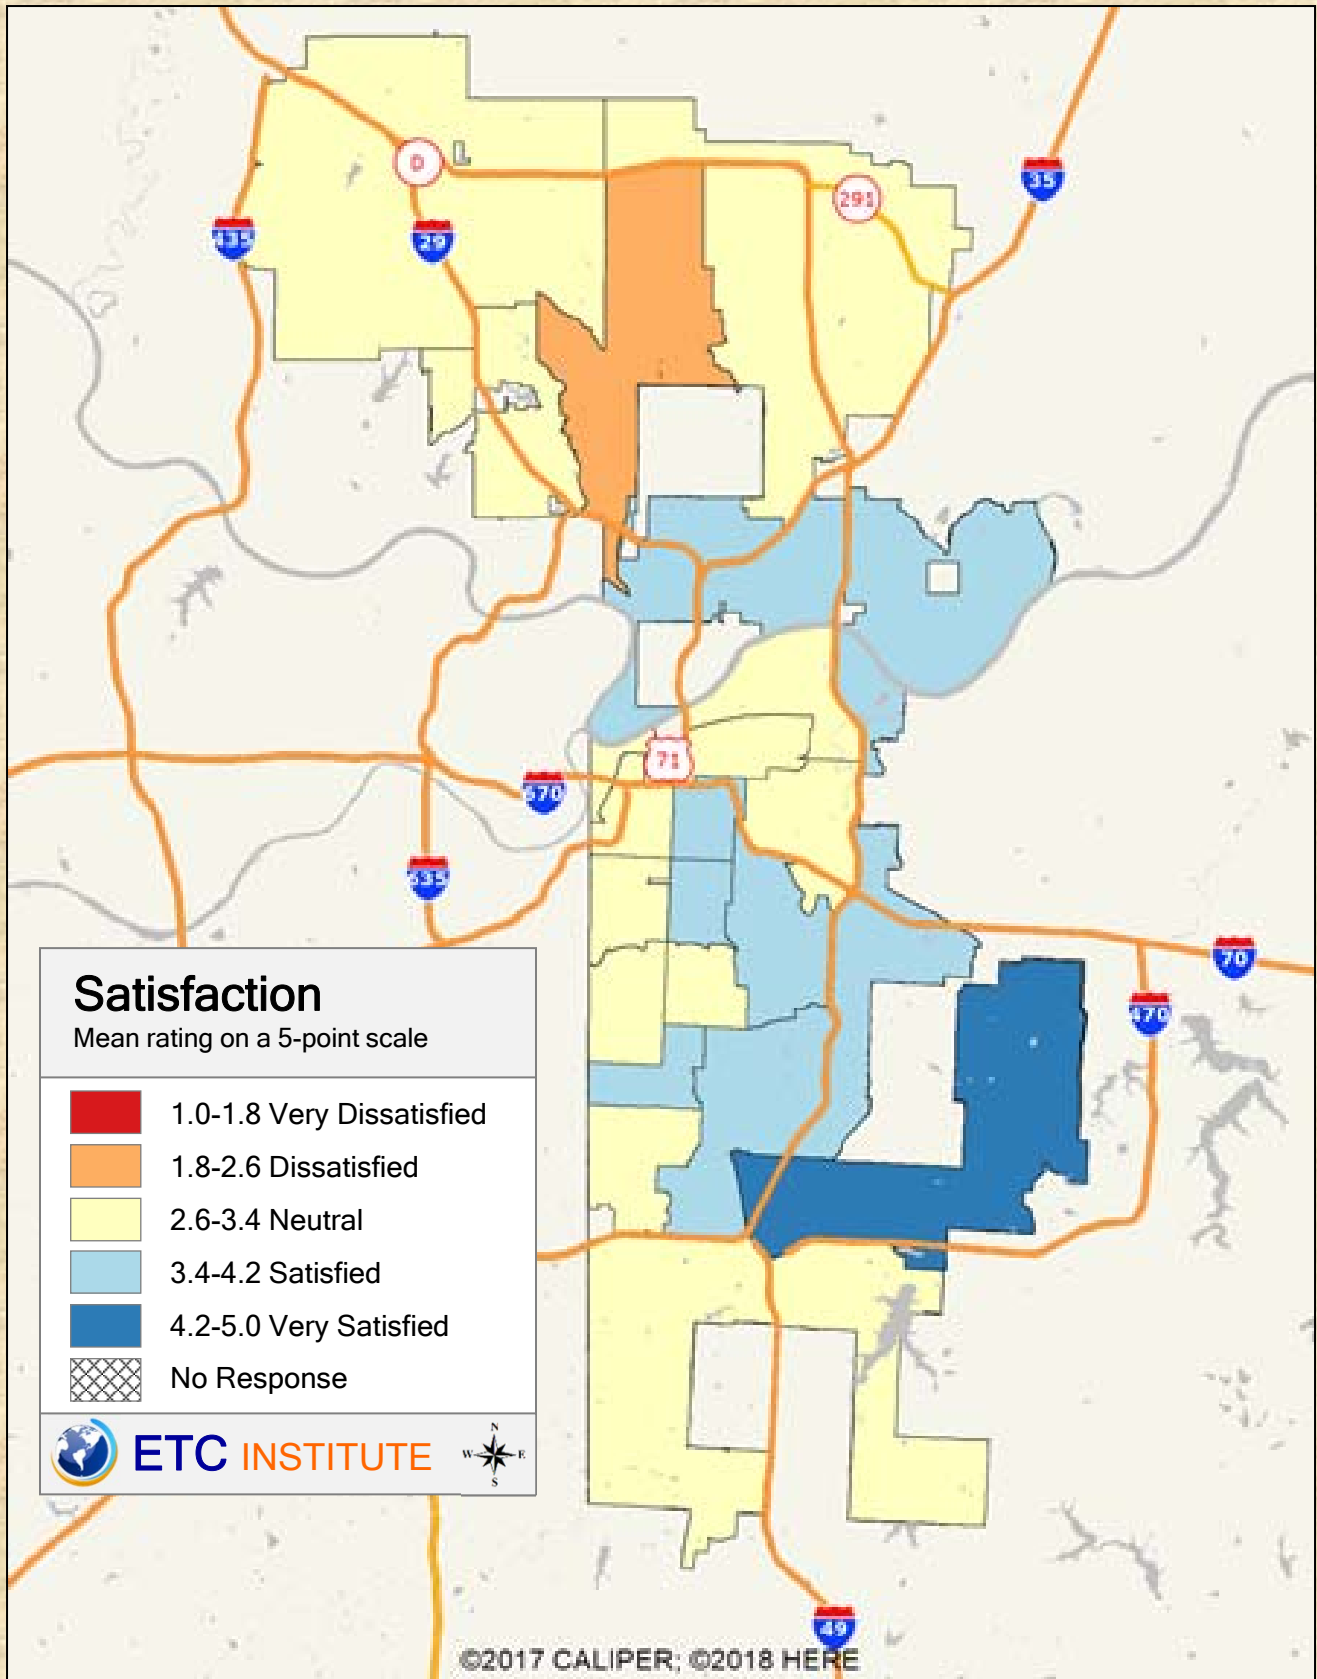 D
291
35
435
29
71
670
635
70
470
Satisfaction
Mean rating on a 5-point scale
1.0-1.8 Very Dissatisfied
1.8-2.6 Dissatisfied
2.6-3.4 Neutral
3.4-4.2 Satisfied
4.2-5.0 Very Satisfied
No Response
ETC INSTITUTE
N
W E
S
49
©2017 CALIPER; ©2018 HERE